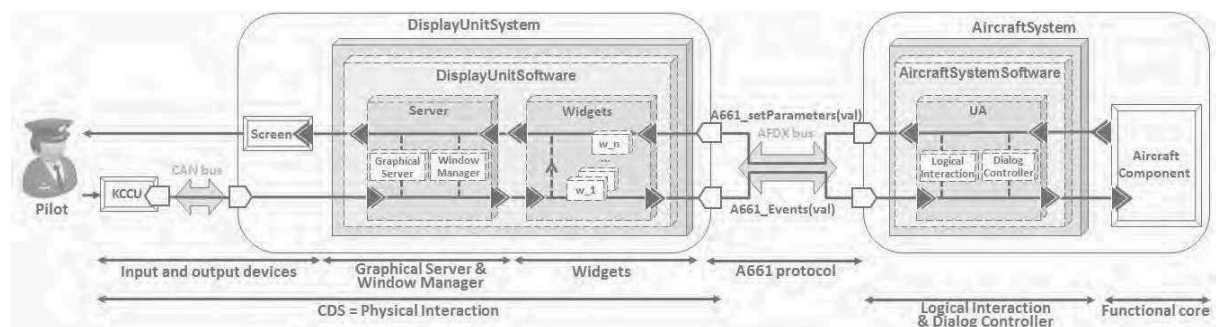 DisplayUnitSystem
AircraftSystem
DisplayUnitSoftware
AircraftSystemSoftware
Server
Widgets
A661_setParameters(val)
UA
Screen
AFDX bus
w_n
...
Graphical
Server
Window
Manager
Logical
Interaction
Dialog
Controller
Aircraft
Component
CAN bus
KCCU
w_1
Pilot
A661_Events(val)
Input and output devices
Graphical Server &
Window Manager
Widgets
A661 protocol
CDS = Physical Interaction
Logical Interaction
& Dialog Controller
Functional core